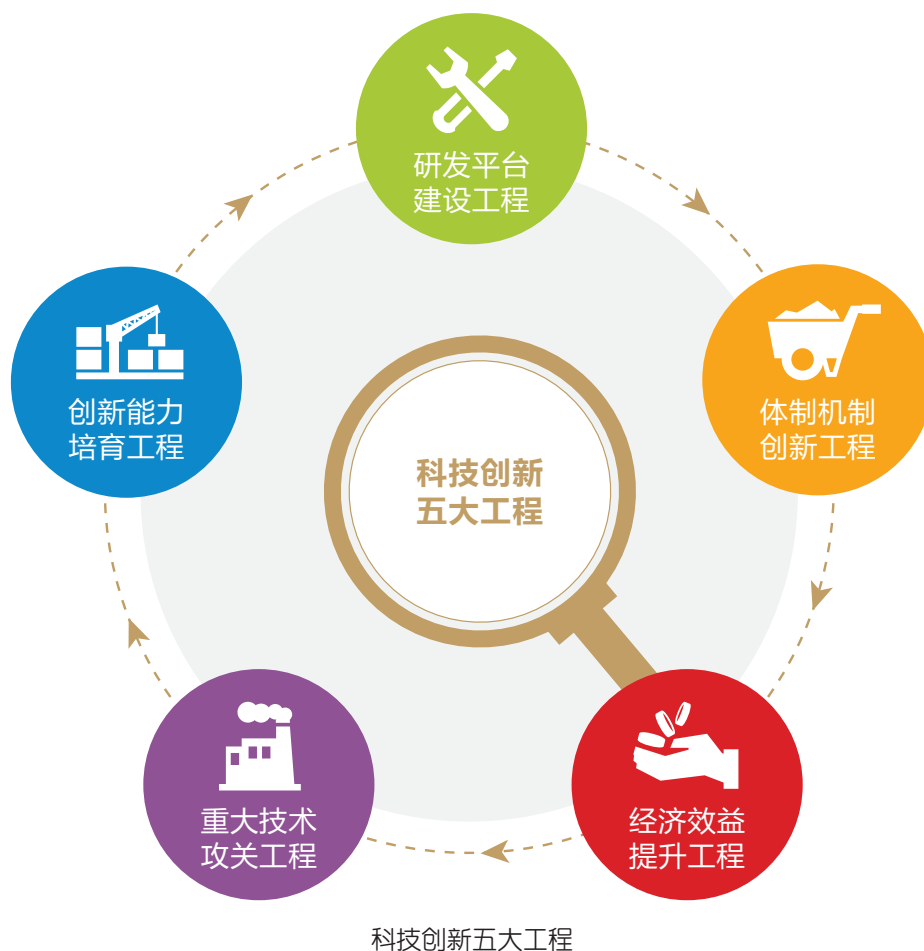 研发平台
建设工程
体制机制
创新工程
经济效益
提升工程
重大技术
攻关工程
创新能力
培育工程
科技创新
五大工程
科技创新五大工程